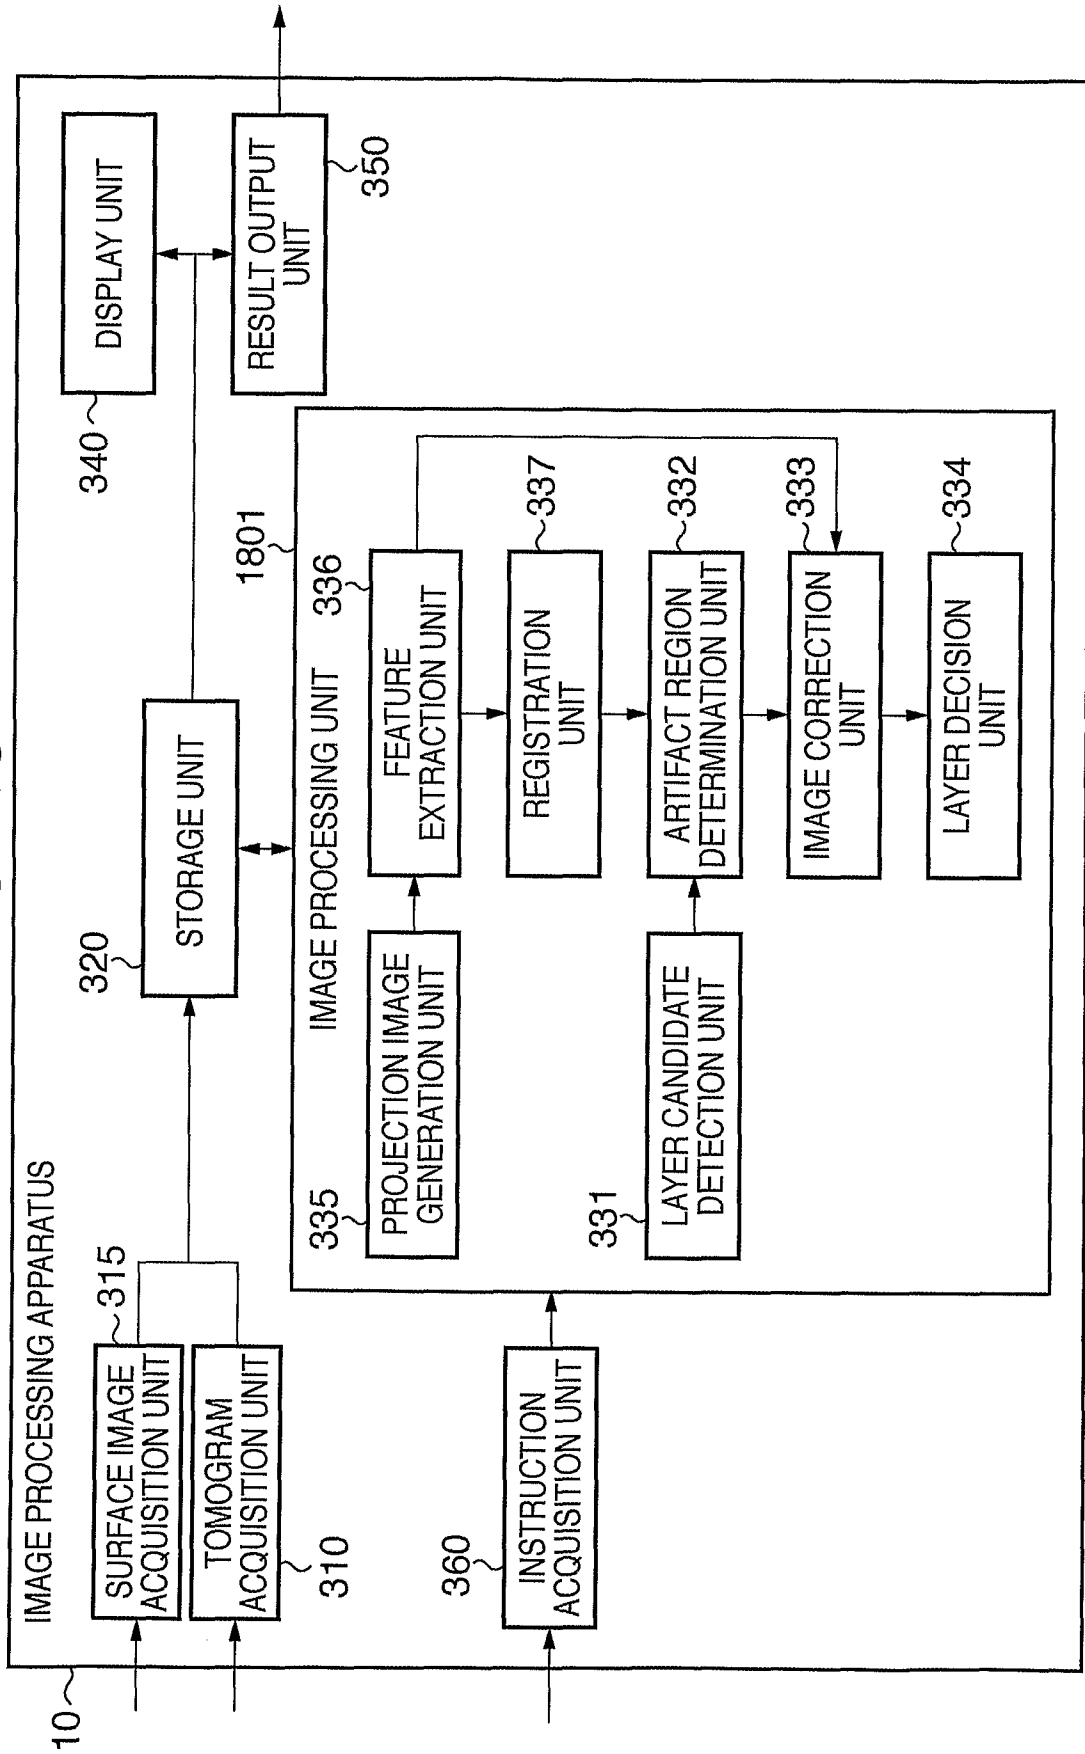 IMAGE PROCESSING APPARATUS
10
SURFACE IMAGE
ACQUISITION UNIT
315
TOMOGRAM
ACQUISITION UNIT
310
320
STORAGE UNIT
340
DISPLAY UNIT
RESULT OUTPUT
UNIT
350
360
INSTRUCTION
ACQUISITION UNIT
1801
IMAGE PROCESSING UNIT
335
PROJECTION IMAGE
GENERATION UNIT
336
FEATURE
EXTRACTION UNIT
REGISTRATION
UNIT
337
331
LAYER CANDIDATE
DETECTION UNIT
ARTIFACT REGION
DETERMINATION UNIT
332
IMAGE CORRECTION
UNIT
333
LAYER DECISION
UNIT
334